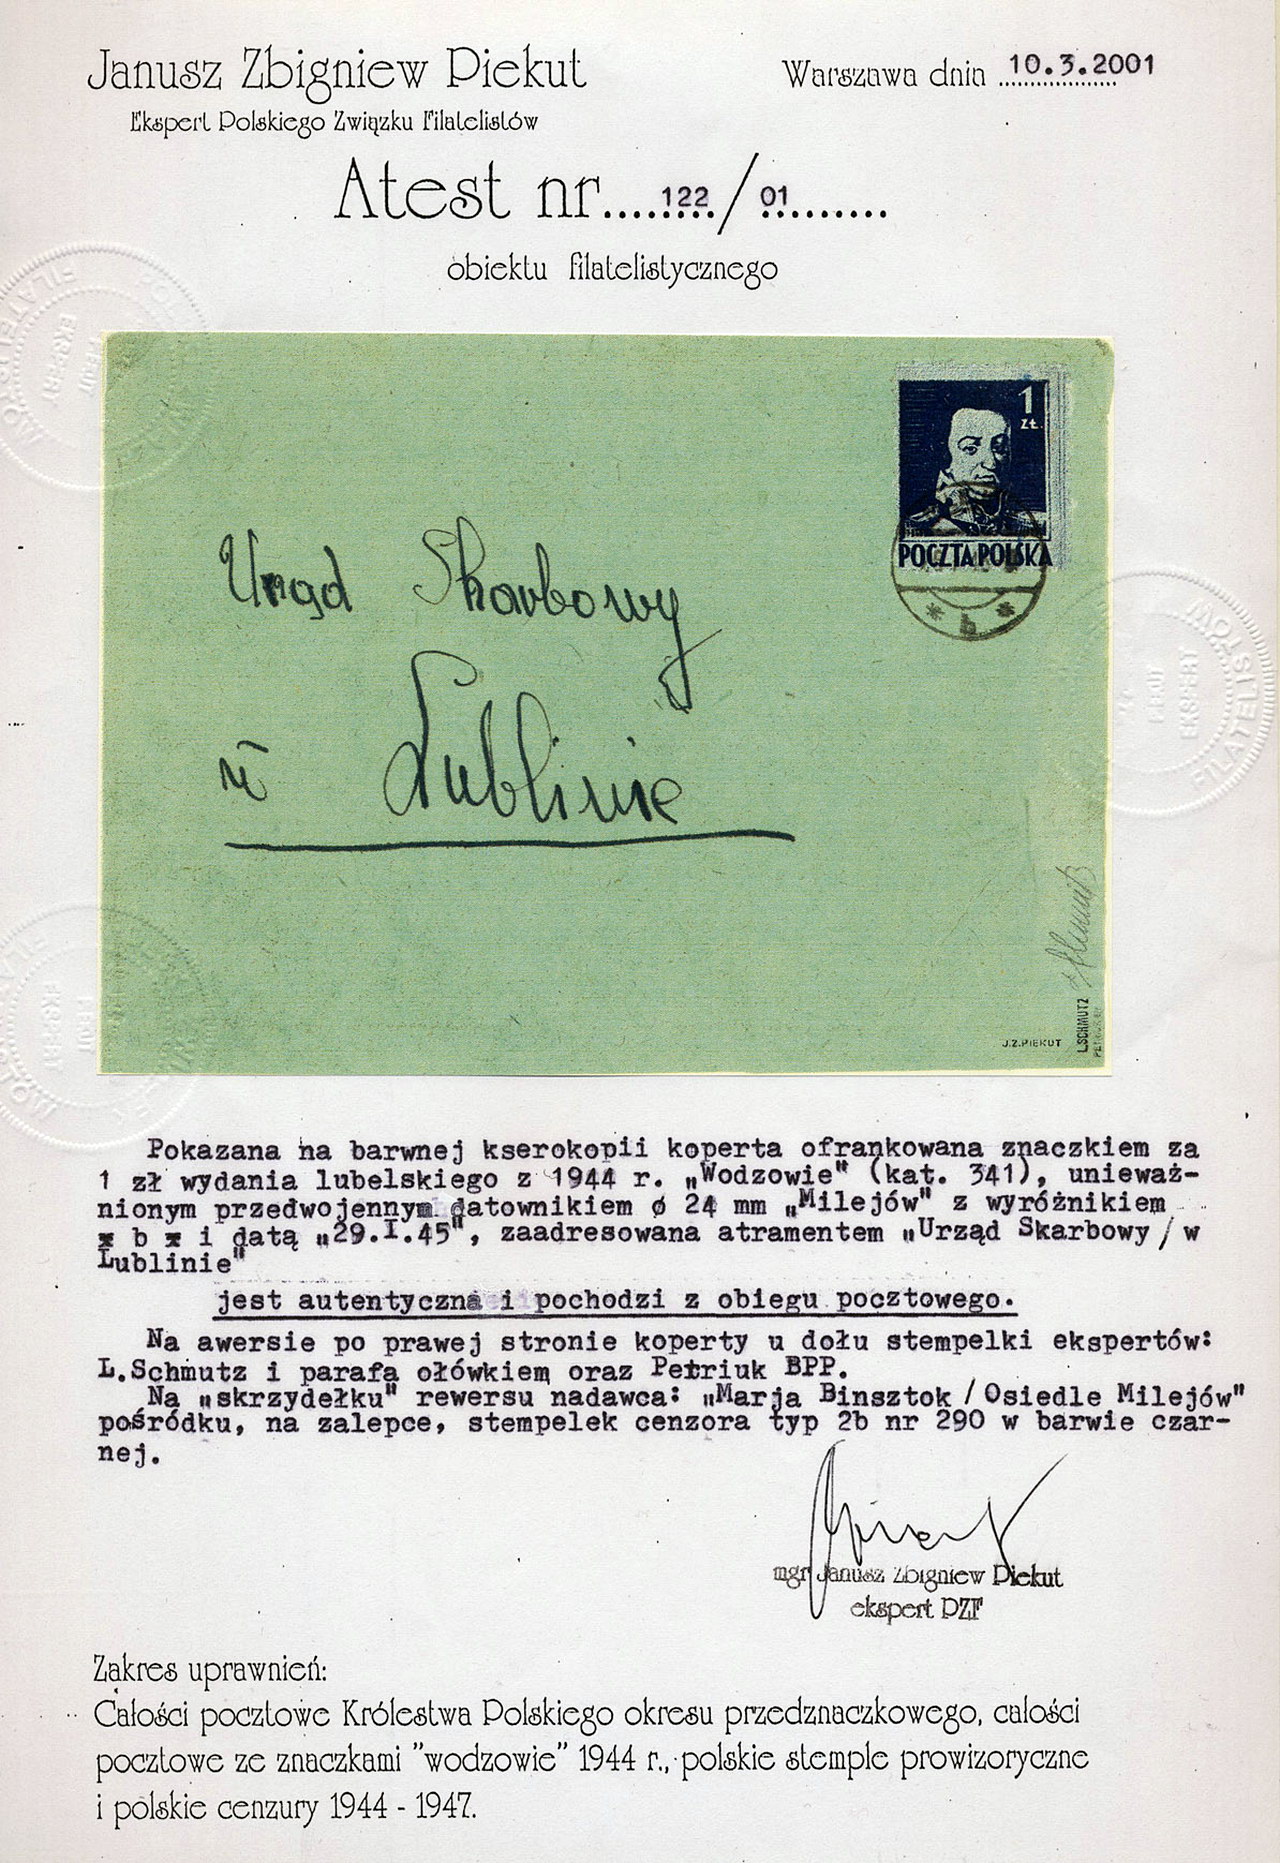 Janusz Zbigniew Piekut
Warszawa dnia 10.3.2001
Ekspert Polskiego Związku Filatelistów
Atest nr........122/01.........
obiektu filatelistycznego
1
ZŁ.
POCZTA POLSKA
* b *
Urząd Skarbowy
w Lublinie
J.Z.PIEKUT
L.SCHMUTZ
Pokazana na barwnej kserokopii koperta ofrankowana znaczkiem za
1 zł wydania lubelskiego z 1944 r. „Wodzowie" (kat. 341), unieważ-
nionym przedwojennym datownikiem ø 24 mm „Milejów" z wyróżnikiem
* b * i datą „29.I.45", zaadresowana atramentem „Urząd Skarbowy / w
Lublinie"
jest autentyczna i pochodzi z obiegu pocztowego.
Na awersie po prawej stronie koperty u dołu stempelki ekspertów:
L.Schmutz i parafa ołówkiem oraz Petriuk BPP.
Na „skrzydełku" rewersu nadawca: „Marja Binsztok / Osiedle Milejów"
pośródku, na zalepce, stempelek cenzora typ 2b nr 290 w barwie czar-
nej.
mgr Janusz Zbigniew Piekut
ekspert PZF
Zakres uprawnień:
Całości pocztowe Królestwa Polskiego okresu przedznaczkowego, całości
pocztowe ze znaczkami "wodzowie" 1944 r., polskie stemple prowizoryczne
i polskie cenzury 1944 - 1947.